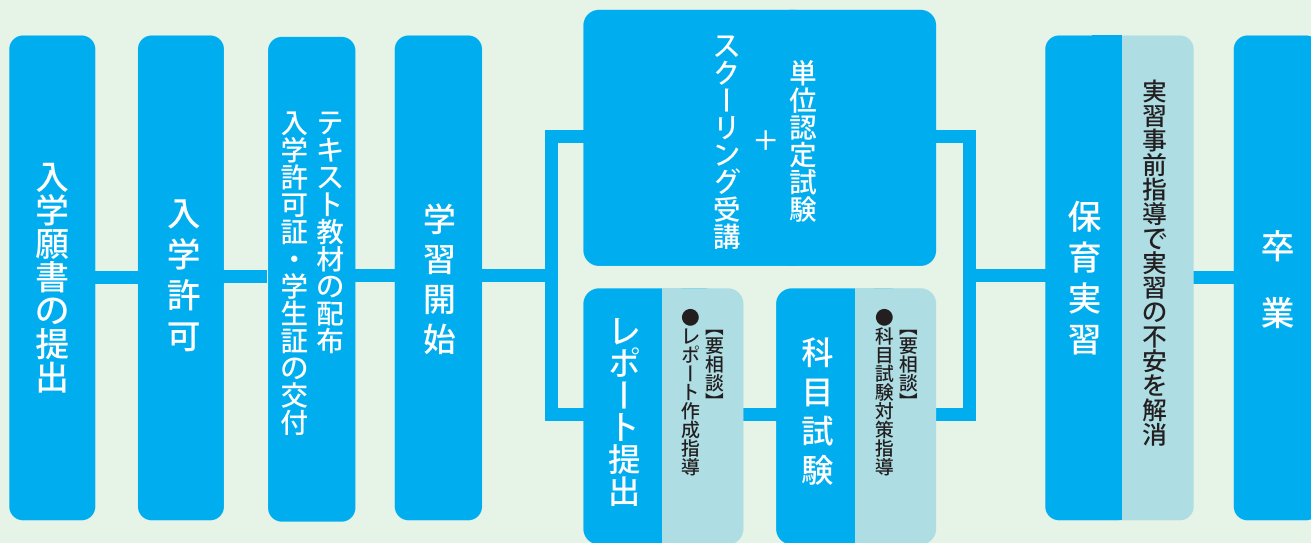 入学願書の提出
入学許可
テキスト教材の配布
入学許可証・学生証の交付
学習開始
単位認定試験
＋
スクーリング受講
レポート提出
【要相談】
●レポート作成指導
科目試験
【要相談】
●科目試験対策指導
保育実習
実習事前指導で実習の不安を解消
卒業